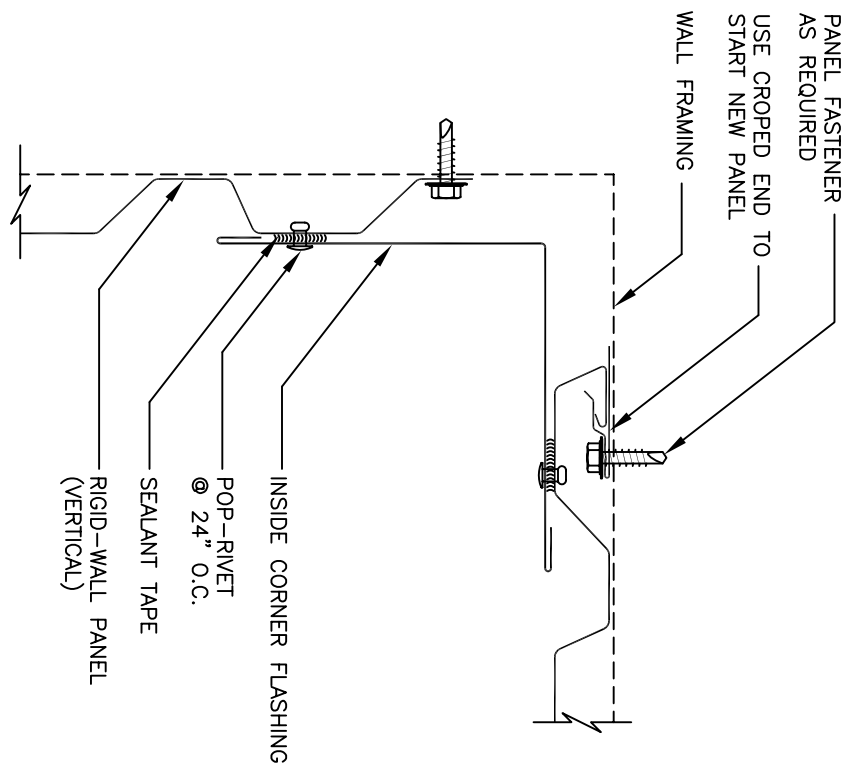 PANEL FASTENER
AS REQUIRED
USE CROPED END TO
START NEW PANEL
WALL FRAMING
INSIDE CORNER FLASHING
POP-RIVET
@ 24" O.C.
SEALANT TAPE
RIGID-WALL PANEL
(VERTICAL)